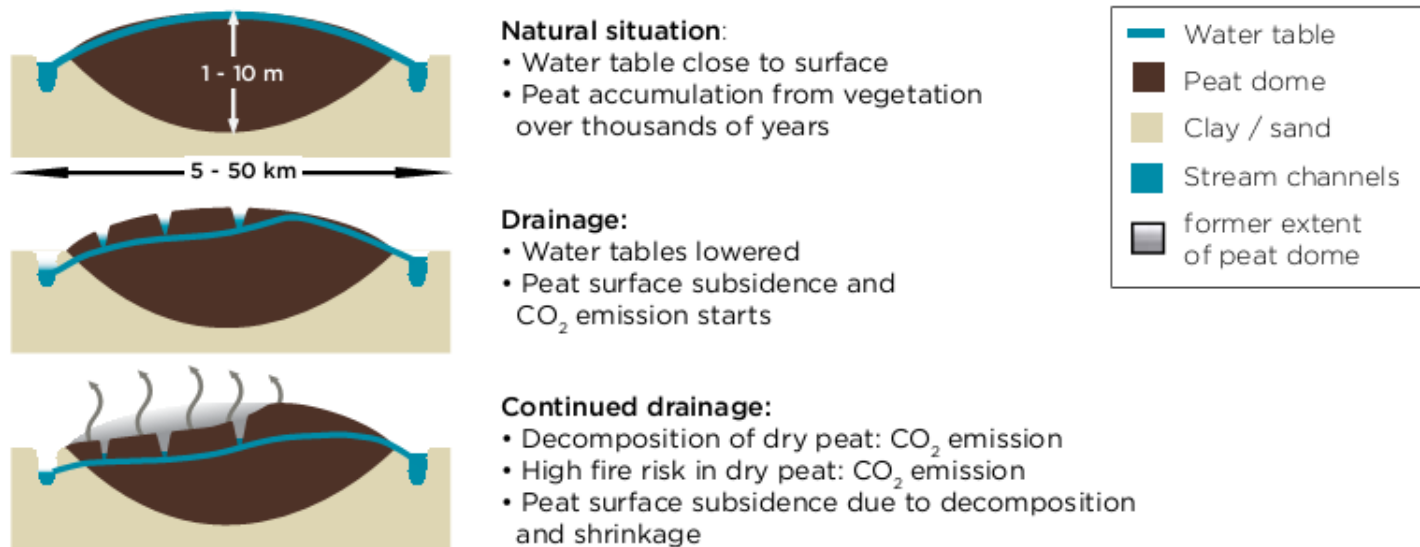 1 - 10 m
5 - 50 km
Natural situation:
• Water table close to surface
• Peat accumulation from vegetation
over thousands of years
Drainage:
• Water tables lowered
• Peat surface subsidence and
CO₂ emission starts
Continued drainage:
• Decomposition of dry peat: CO₂ emission
• High fire risk in dry peat: CO₂ emission
• Peat surface subsidence due to decomposition
and shrinkage
Water table
Peat dome
Clay / sand
Stream channels
former extent
of peat dome